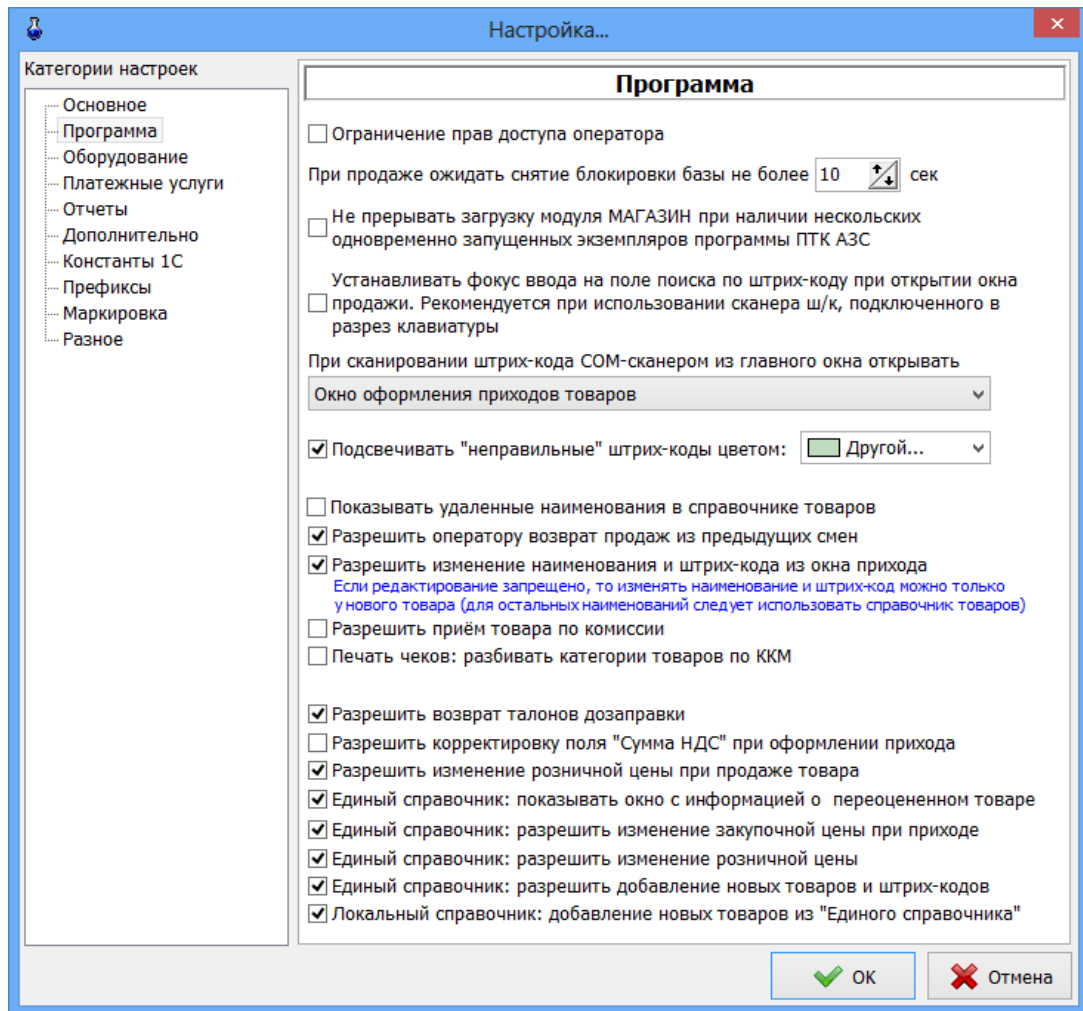 Настройка...
Категории настроек
Основное
Программа
Оборудование
Платежные услуги
Отчеты
Дополнительно
Константы 1С
Префиксы
Маркировка
Разное
Программа
Ограничение прав доступа оператора
При продаже ожидать снятие блокировки базы не более 10 сек
Не прерывать загрузку модуля МАГАЗИН при наличии нескольских
одновременно запущенных экземпляров программы ПТК АЗС
Устанавливать фокус ввода на поле поиска по штрих-коду при открытии окна
продажи. Рекомендуется при использовании сканера ш/к, подключенного в
разрез клавиатуры
При сканировании штрих-кода COM-сканером из главного окна открывать
Окно оформления приходов товаров
Подсвечивать "неправильные" штрих-коды цветом: Другой...
Показывать удаленные наименования в справочнике товаров
Разрешить оператору возврат продаж из предыдущих смен
Разрешить изменение наименования и штрих-кода из окна прихода
Если редактирование запрещено, то изменять наименование и штрих-код можно только
у нового товара (для остальных наименований следует использовать справочник товаров)
Разрешить приём товара по комиссии
Печать чеков: разбивать категории товаров по ККМ
Разрешить возврат талонов дозаправки
Разрешить корректировку поля "Сумма НДС" при оформлении прихода
Разрешить изменение розничной цены при продаже товара
Единый справочник: показывать окно с информацией о переоцененном товаре
Единый справочник: разрешить изменение закупочной цены при приходе
Единый справочник: разрешить изменение розничной цены
Единый справочник: разрешить добавление новых товаров и штрих-кодов
Локальный справочник: добавление новых товаров из "Единого справочника"
OK
Отмена